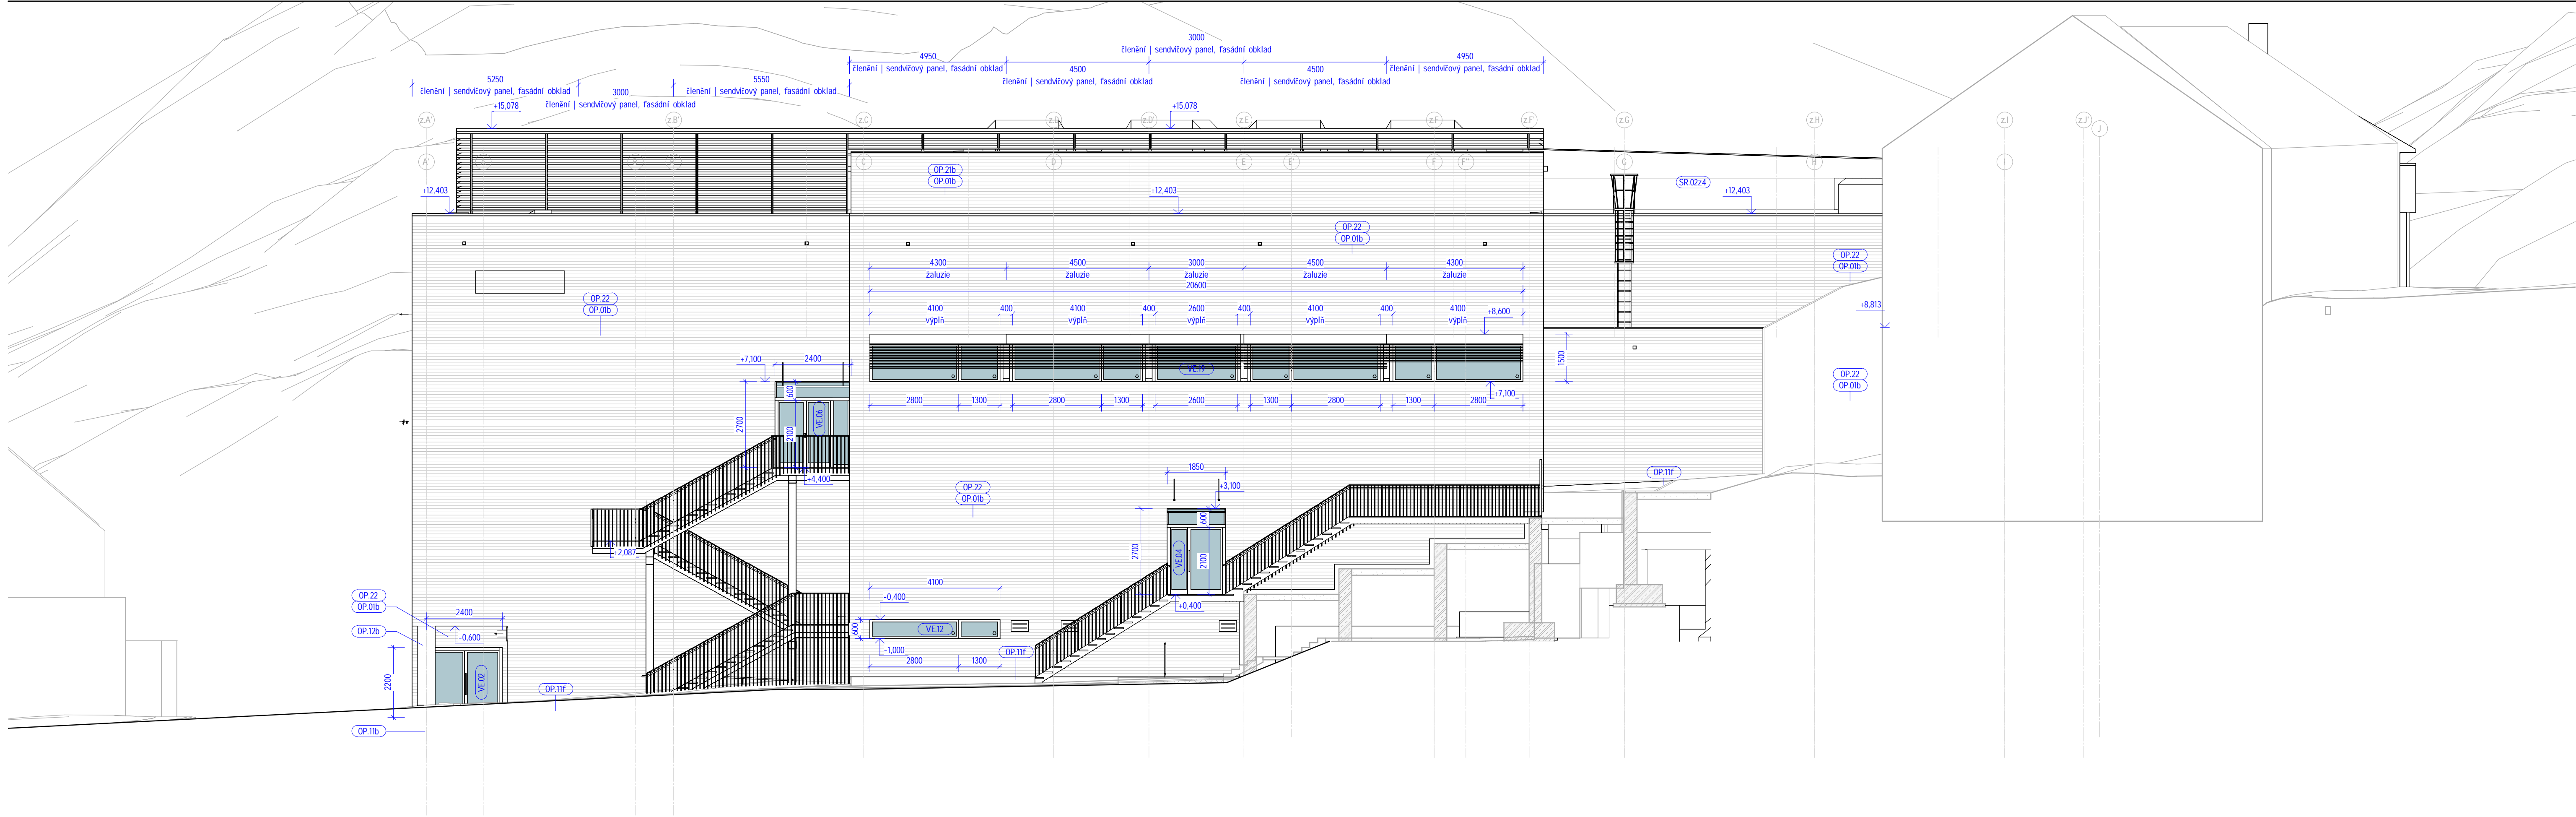 3000
členění | sendvičový panel, fasádní obklad
4950
4950
členění | sendvičový panel, fasádní obklad
4500
4500
členění | sendvičový panel, fasádní obklad
členění | sendvičový panel, fasádní obklad
členění | sendvičový panel, fasádní obklad
5250
5550
členění | sendvičový panel, fasádní obklad
3000
členění | sendvičový panel, fasádní obklad
členění | sendvičový panel, fasádní obklad
+15,078
+15,078
z.A'
z.B'
z.C
z.D
z.D'
z.E
z.F
z.F'
z.G
z.H
z.I
z.J'
J
A'
C
D
E
E'
F
F''
G
H
I
OP.21b
OP.01b
SR.02z4
+12,403
+12,403
+12,403
OP.22
OP.01b
OP.22
OP.01b
4300
4500
3000
4500
4300
žaluzie
žaluzie
žaluzie
žaluzie
žaluzie
20600
OP.22
OP.01b
4100
400
4100
400
2600
400
4100
400
4100
výplň
výplň
výplň
výplň
výplň
+8,600
+8,813
+7,100
2400
1500
VE.19
OP.22
OP.01b
600
2800
1300
2800
1300
2600
1300
2800
1300
2800
+7,100
VE.06
2700
2100
+4,400
1850
OP.11f
OP.22
OP.01b
+3,100
600
2700
VE.04
2100
+2,087
4100
+0,400
OP.22
OP.01b
2400
-0,400
600
VE.12
OP.12b
-0,600
-1,000
2800
1300
OP.11f
2200
VE.02
OP.11f
OP.11b